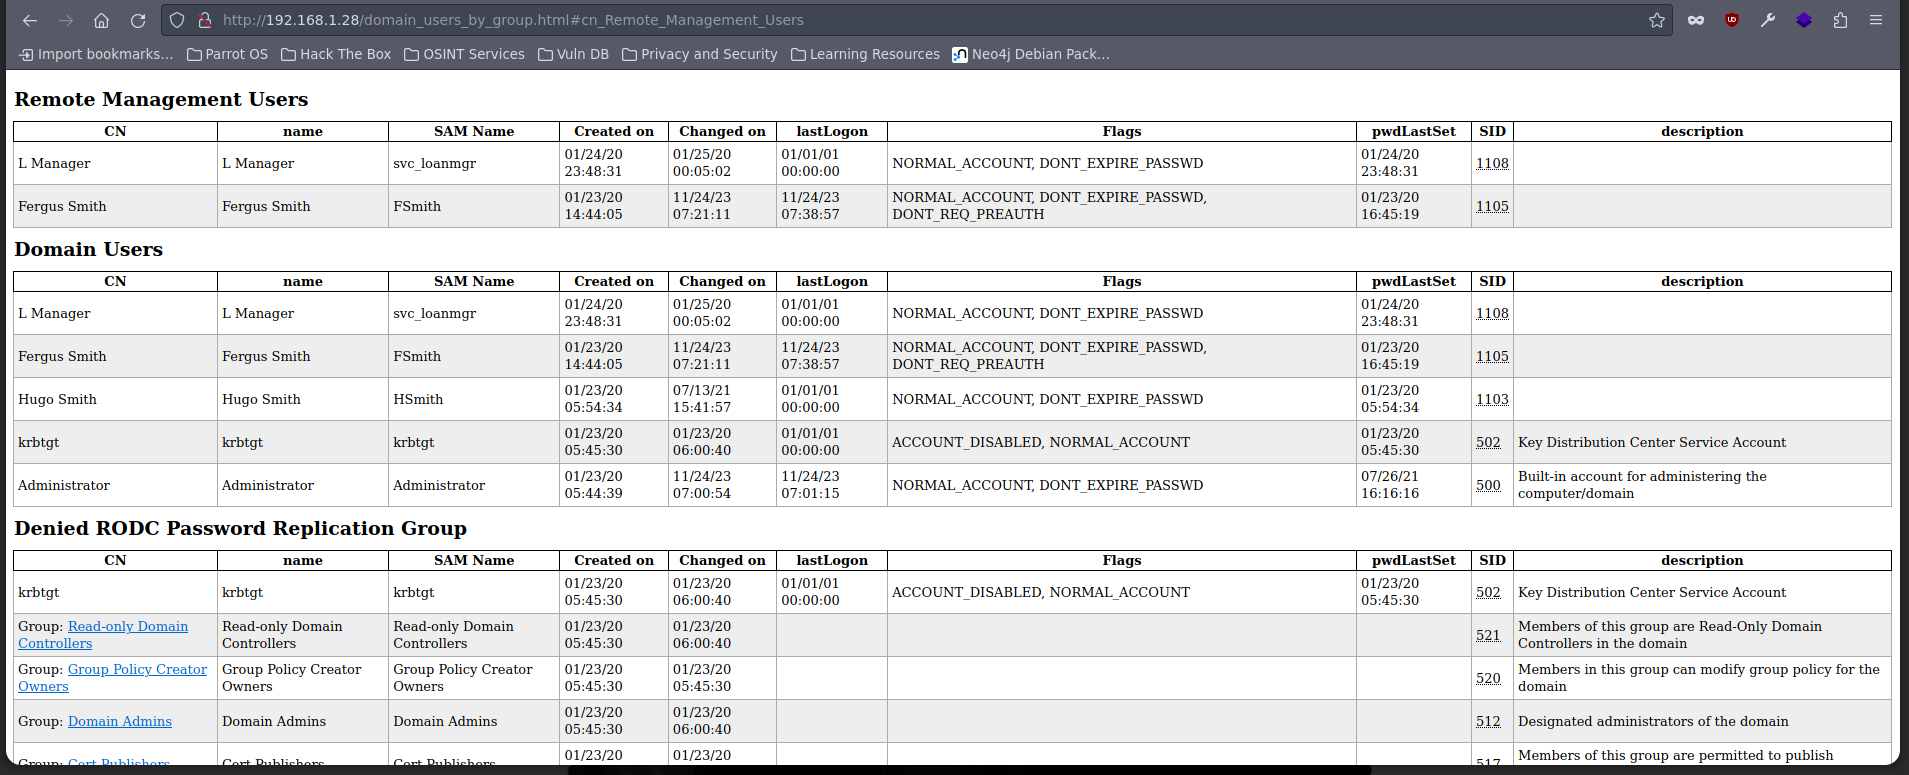 http://192.168.1.28/domain_users_by_group.html#cn_Remote_Management_Users
Import bookmarks... Parrot OS Hack The Box OSINT Services Vuln DB Privacy and Security Learning Resources Neo4j Debian Pack...
Remote Management Users
CN name SAM Name Created on Changed on lastLogon Flags pwdLastSet SID description
L Manager L Manager svc_loanmgr 01/24/20 23:48:31 01/25/20 00:05:02 01/01/01 00:00:00 NORMAL_ACCOUNT, DONT_EXPIRE_PASSWD 01/24/20 23:48:31 1108
Fergus Smith Fergus Smith FSmith 01/23/20 14:44:05 11/24/23 07:21:11 11/24/23 07:38:57 NORMAL_ACCOUNT, DONT_EXPIRE_PASSWD, DONT_REQ_PREAUTH 01/23/20 16:45:19 1105
Domain Users
CN name SAM Name Created on Changed on lastLogon Flags pwdLastSet SID description
L Manager L Manager svc_loanmgr 01/24/20 23:48:31 01/25/20 00:05:02 01/01/01 00:00:00 NORMAL_ACCOUNT, DONT_EXPIRE_PASSWD 01/24/20 23:48:31 1108
Fergus Smith Fergus Smith FSmith 01/23/20 14:44:05 11/24/23 07:21:11 11/24/23 07:38:57 NORMAL_ACCOUNT, DONT_EXPIRE_PASSWD, DONT_REQ_PREAUTH 01/23/20 16:45:19 1105
Hugo Smith Hugo Smith HSmith 01/23/20 05:54:34 07/13/21 15:41:57 01/01/01 00:00:00 NORMAL_ACCOUNT, DONT_EXPIRE_PASSWD 01/23/20 05:54:34 1103
krbtgt krbtgt krbtgt 01/23/20 05:45:30 01/23/20 06:00:40 01/01/01 00:00:00 ACCOUNT_DISABLED, NORMAL_ACCOUNT 01/23/20 05:45:30 502 Key Distribution Center Service Account
Administrator Administrator Administrator 01/23/20 05:44:39 11/24/23 07:00:54 11/24/23 07:01:15 NORMAL_ACCOUNT, DONT_EXPIRE_PASSWD 07/26/21 16:16:16 500 Built-in account for administering the computer/domain
Denied RODC Password Replication Group
CN name SAM Name Created on Changed on lastLogon Flags pwdLastSet SID description
krbtgt krbtgt krbtgt 01/23/20 05:45:30 01/23/20 06:00:40 01/01/01 00:00:00 ACCOUNT_DISABLED, NORMAL_ACCOUNT 01/23/20 05:45:30 502 Key Distribution Center Service Account
Group: Read-only Domain Controllers Read-only Domain Controllers Read-only Domain Controllers 01/23/20 05:45:30 01/23/20 06:00:40 521 Members of this group are Read-Only Domain Controllers in the domain
Group: Group Policy Creator Owners Group Policy Creator Owners Group Policy Creator Owners 01/23/20 05:45:30 01/23/20 05:45:30 520 Members in this group can modify group policy for the domain
Group: Domain Admins Domain Admins Domain Admins 01/23/20 05:45:30 01/23/20 06:00:40 512 Designated administrators of the domain
Group: Cert Publishers Cert Publishers Cert Publishers 01/23/20 01/23/20 517 Members of this group are permitted to publish